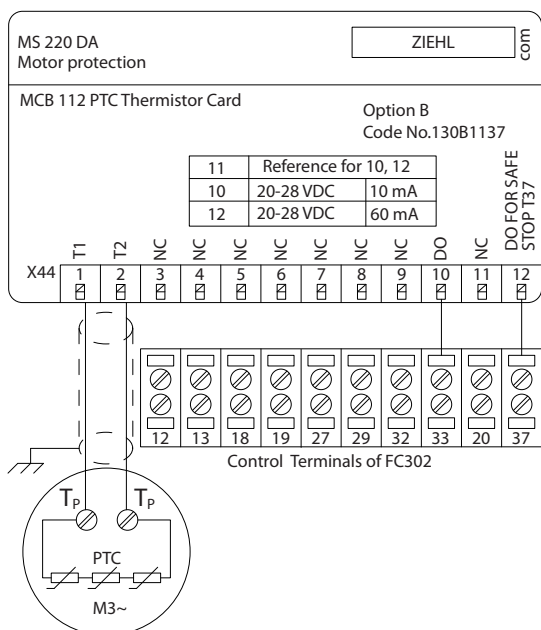 MS 220 DA
Motor protection
ZIEHL
com
MCB 112 PTC Thermistor Card
Option B
Code No.130B1137
11 Reference for 10, 12
10 20-28 VDC 10 mA
12 20-28 VDC 60 mA
T1 T2 NC NC NC NC NC NC NC DO NC DO FOR SAFE STOP T37
X44 1 2 3 4 5 6 7 8 9 10 11 12
12 13 18 19 27 29 32 33 20 37
Control Terminals of FC302
TP TP
PTC
M3~